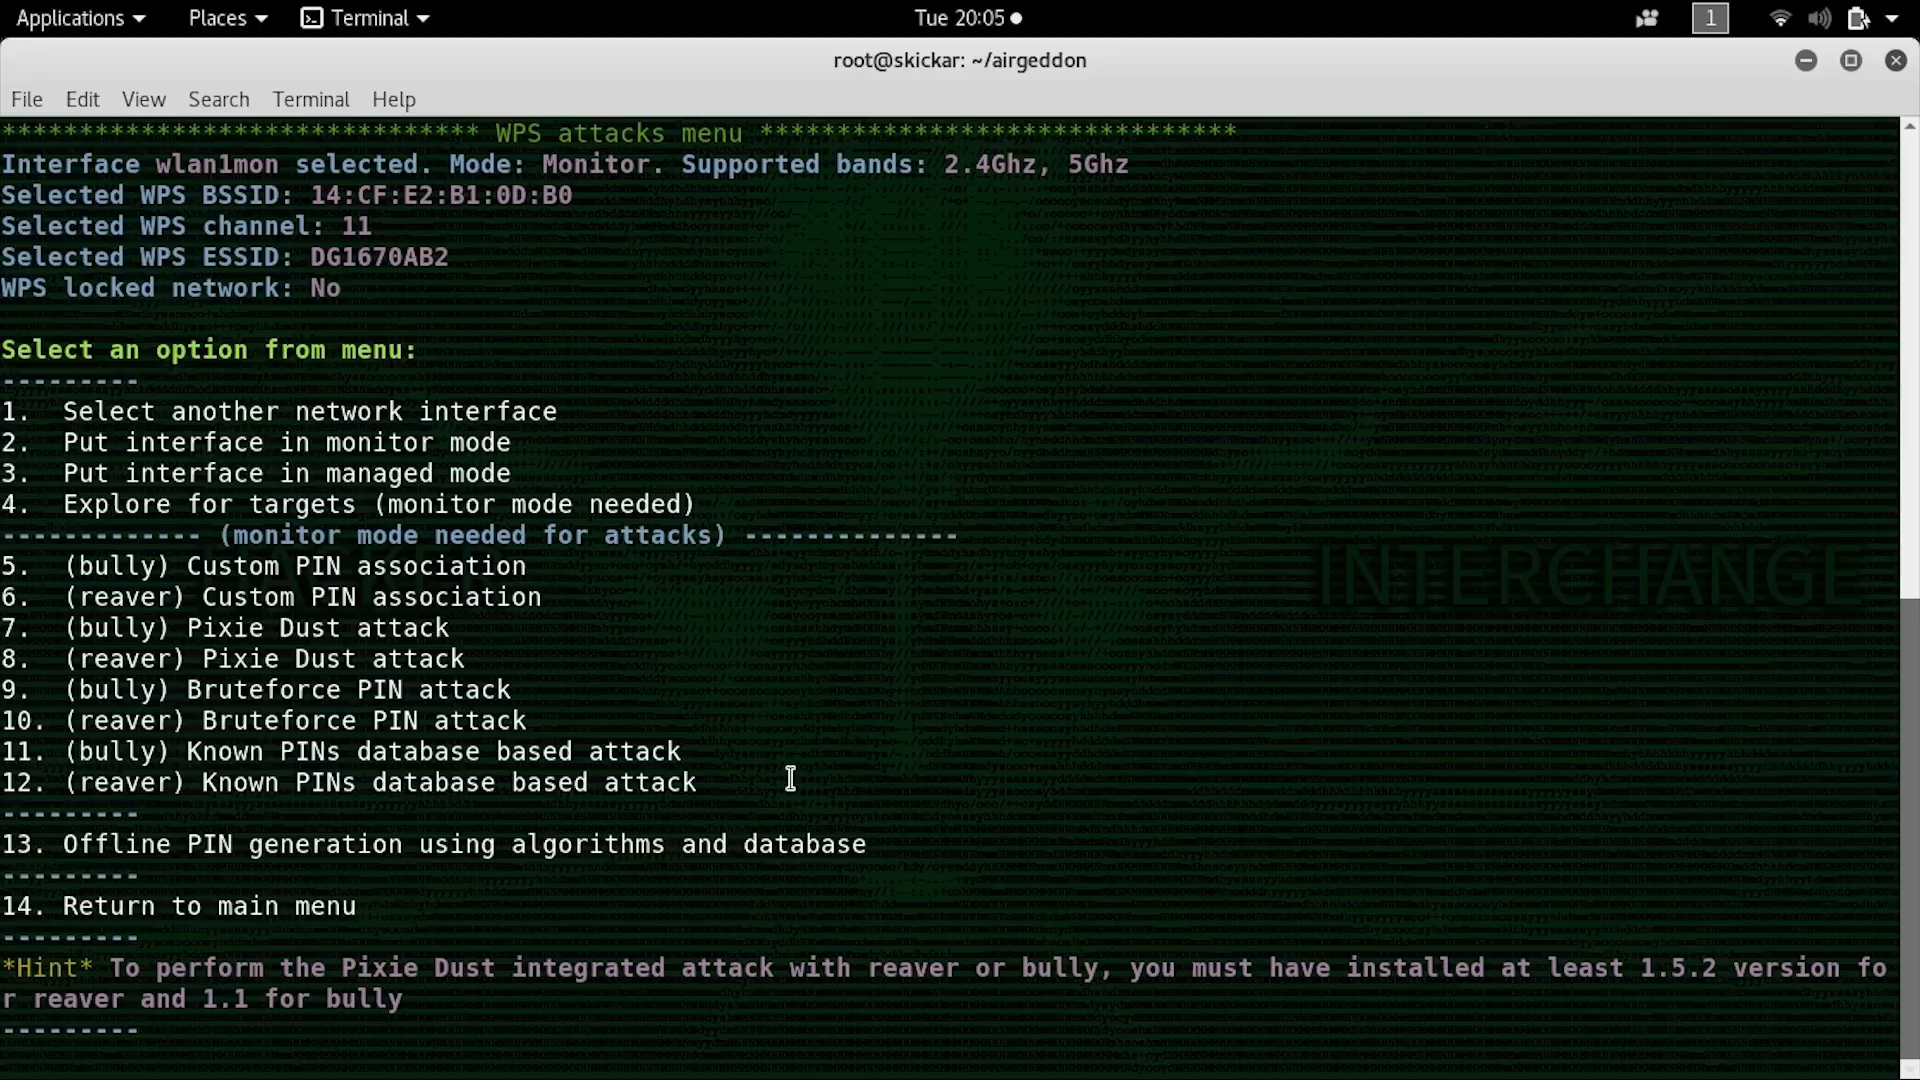 Applications Places Terminal Tue 20:05 1
root@skickar: ~/airgeddon
File Edit View Search Terminal Help
******************************* WPS attacks menu *******************************
Interface wlan1mon selected. Mode: Monitor. Supported bands: 2.4Ghz, 5Ghz
Selected WPS BSSID: 14:CF:E2:B1:0D:B0
Selected WPS channel: 11
Selected WPS ESSID: DG1670AB2
WPS locked network: No
Select an option from menu:
---------
1.  Select another network interface
2.  Put interface in monitor mode
3.  Put interface in managed mode
4.  Explore for targets (monitor mode needed)
------------- (monitor mode needed for attacks) --------------
5.  (bully) Custom PIN association
6.  (reaver) Custom PIN association
7.  (bully) Pixie Dust attack
8.  (reaver) Pixie Dust attack
9.  (bully) Bruteforce PIN attack
10. (reaver) Bruteforce PIN attack
11. (bully) Known PINs database based attack
12. (reaver) Known PINs database based attack
---------
13. Offline PIN generation using algorithms and database
---------
14. Return to main menu
---------
*Hint* To perform the Pixie Dust integrated attack with reaver or bully, you must have installed at least 1.5.2 version fo
r reaver and 1.1 for bully
---------
INTERCHANGE